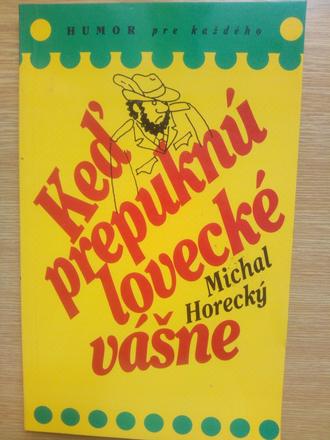 HUMOR pre každého
Keď
prepuknú
lovecké
vášne
Michal
Horecký